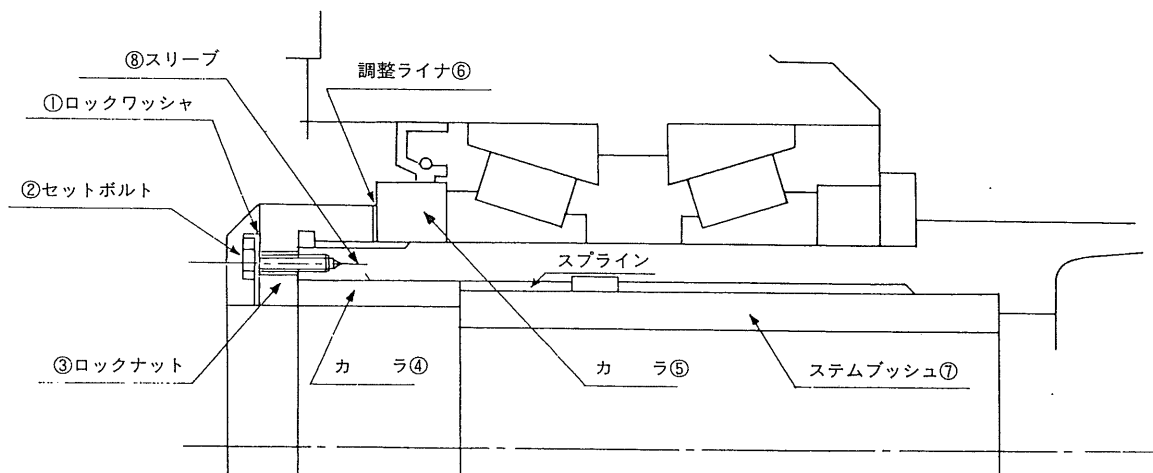 ⑧スリーブ
調整ライナ⑥
①ロックワッシャ
②セットボルト
スプライン
③ロックナット
カ　ラ④
カ　ラ⑤
ステムブッシュ⑦